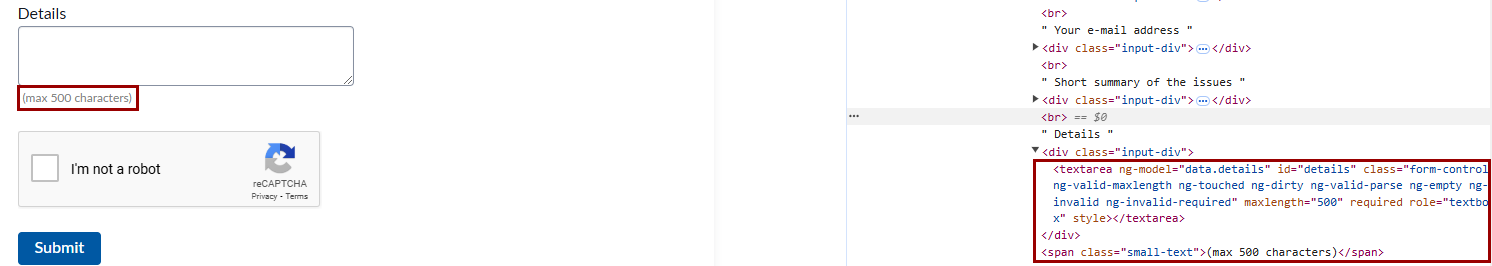 Details
(max 500 characters)
I'm not a robot
reCAPTCHA
Privacy - Terms
Submit
<br>
" Your e-mail address "
<div class="input-div"> … </div>
<br>
" Short summary of the issues "
<div class="input-div"> … </div>
… <br> == $0
" Details "
<div class="input-div">
<textarea ng-model="data.details" id="details" class="form-control
ng-valid-maxlength ng-touched ng-dirty ng-valid-parse ng-empty ng-
invalid ng-invalid-required" maxlength="500" required role="textbo
x" style></textarea>
</div>
<span class="small-text">(max 500 characters)</span>